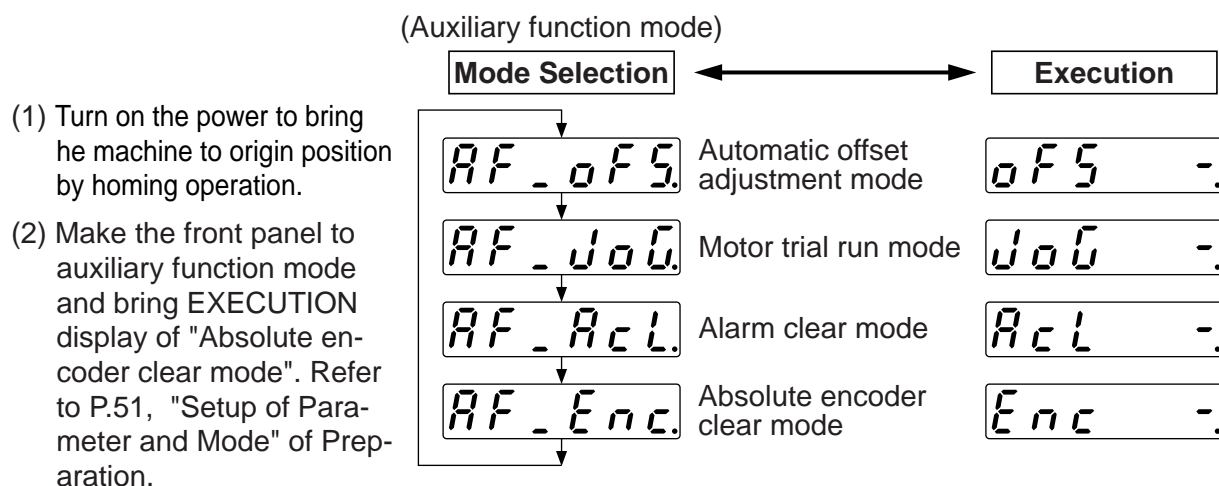 (Auxiliary function mode)
Mode Selection
Execution
(1) Turn on the power to bring
he machine to origin position
by homing operation.
(2) Make the front panel to
auxiliary function mode
and bring EXECUTION
display of "Absolute en-
coder clear mode". Refer
to P.51, "Setup of Para-
meter and Mode" of Prep-
aration.
AF_oFS.
Automatic offset
adjustment mode
oFS -.
AF_JoG.
Motor trial run mode
JoG -.
AF_AcL.
Alarm clear mode
AcL -.
AF_Enc.
Absolute encoder
clear mode
Enc -.